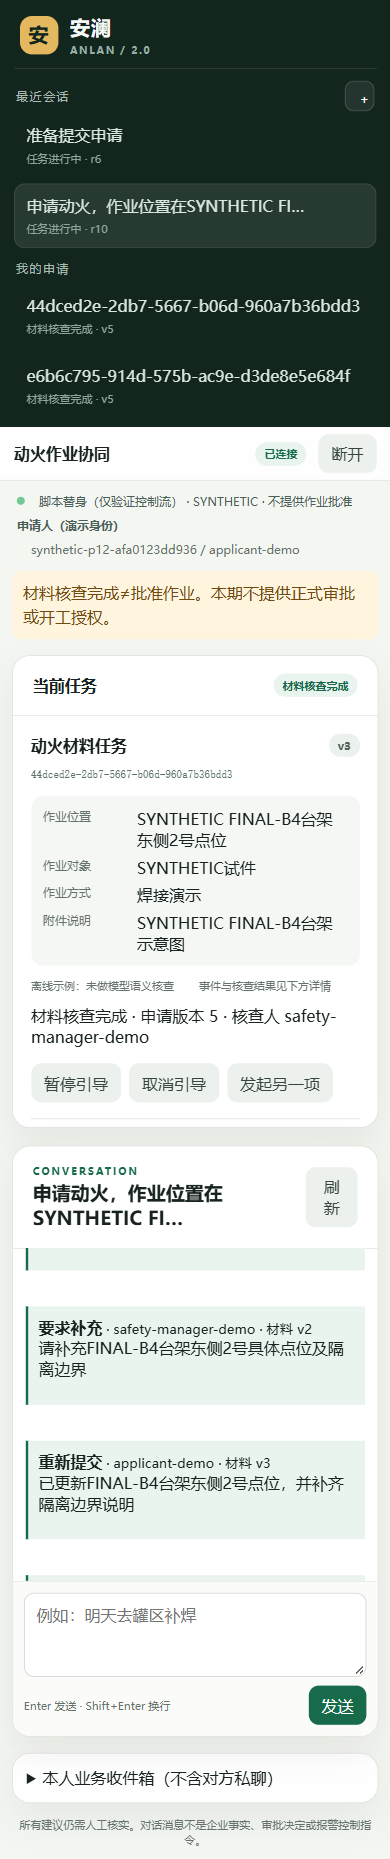 安
安澜
ANLAN / 2.0
最近会话
+
准备提交申请
任务进行中 · r6
申请动火，作业位置在SYNTHETIC FI...
任务进行中 · r10
我的申请
44dced2e-2db7-5667-b06d-960a7b36bdd3
材料核查完成 · v5
e6b6c795-914d-575b-ac9e-d3de8e5e684f
材料核查完成 · v5
动火作业协同
已连接
断开
脚本替身（仅验证控制流） · SYNTHETIC · 不提供作业批准
申请人（演示身份）
synthetic-p12-afa0123dd936 / applicant-demo
材料核查完成≠批准作业。本期不提供正式审批
或开工授权。
当前任务
材料核查完成
动火材料任务
v3
44dced2e-2db7-5667-b06d-960a7b36bdd3
作业位置
SYNTHETIC FINAL-B4台架
东侧2号点位
作业对象
SYNTHETIC试件
作业方式
焊接演示
附件说明
SYNTHETIC FINAL-B4台架
示意图
离线示例：未做模型语义核查
事件与核查结果见下方详情
材料核查完成 · 申请版本 5 · 核查人 safety-
manager-demo
暂停引导
取消引导
发起另一项
CONVERSATION
申请动火，作业位置在
SYNTHETIC FI...
刷
新
要求补充 · safety-manager-demo · 材料 v2
请补充FINAL-B4台架东侧2号具体点位及隔
离边界
重新提交 · applicant-demo · 材料 v3
已更新FINAL-B4台架东侧2号点位，并补齐
隔离边界说明
例如：明天去罐区补焊
Enter 发送 · Shift+Enter 换行
发送
▶ 本人业务收件箱（不含对方私聊）
所有建议仍需人工核实。对话消息不是企业事实、审批决定或报警控制指
令。